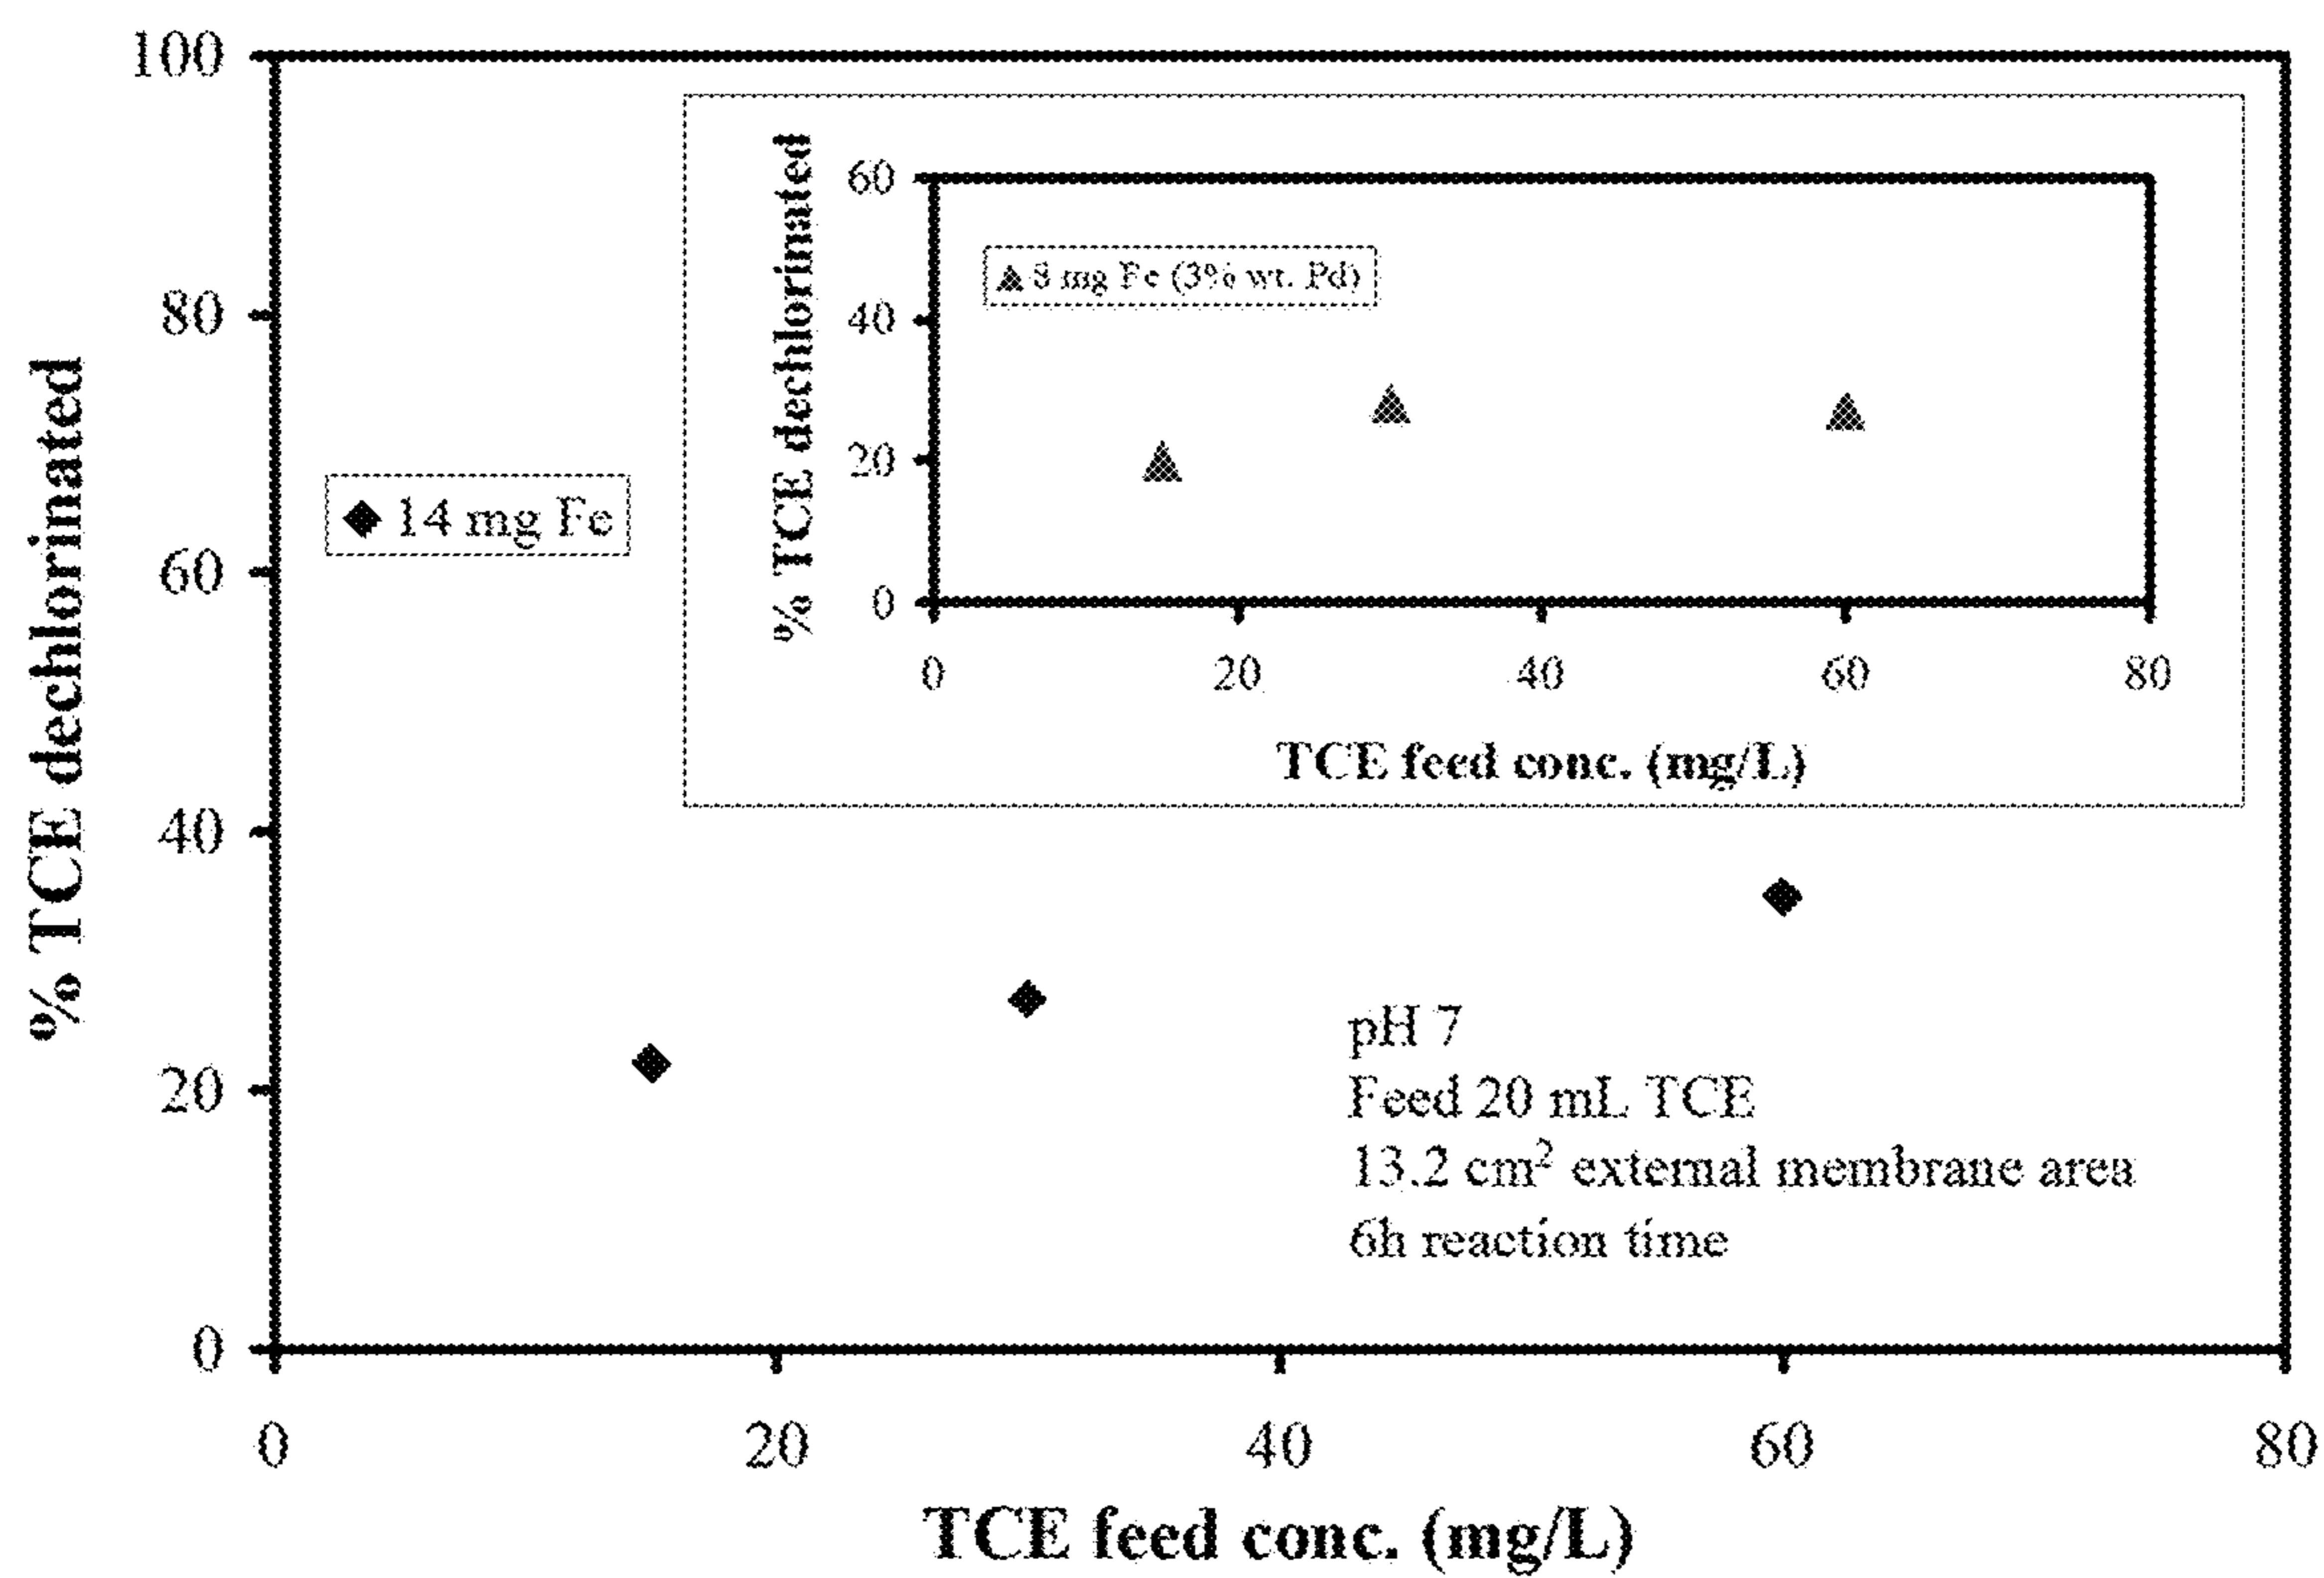 % TCE dechlorinated
100
80
60
40
20
0
14 mg Fe
% TCE dechlorinated
60
40
20
0
8 mg Fe (3% wt. Pd)
0 20 40 60 80
TCE feed conc. (mg/L)
pH 7
Feed 20 mL TCE
13.2 cm² external membrane area
6h reaction time
0 20 40 60 80
TCE feed conc. (mg/L)